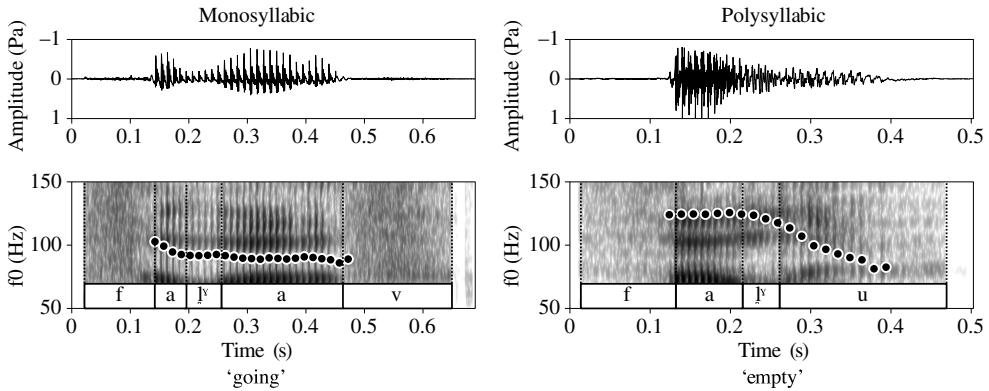 Monosyllabic
Amplitude (Pa)
−1
0
1
0 0.1 0.2 0.3 0.4 0.5 0.6
f0 (Hz)
150
100
50
f a l̪ˠ a v
0 0.1 0.2 0.3 0.4 0.5 0.6
Time (s)
‘going’
Polysyllabic
Amplitude (Pa)
−1
0
1
0 0.1 0.2 0.3 0.4 0.5
f0 (Hz)
150
100
50
f a l̪ˠ u
0 0.1 0.2 0.3 0.4 0.5
Time (s)
‘empty’